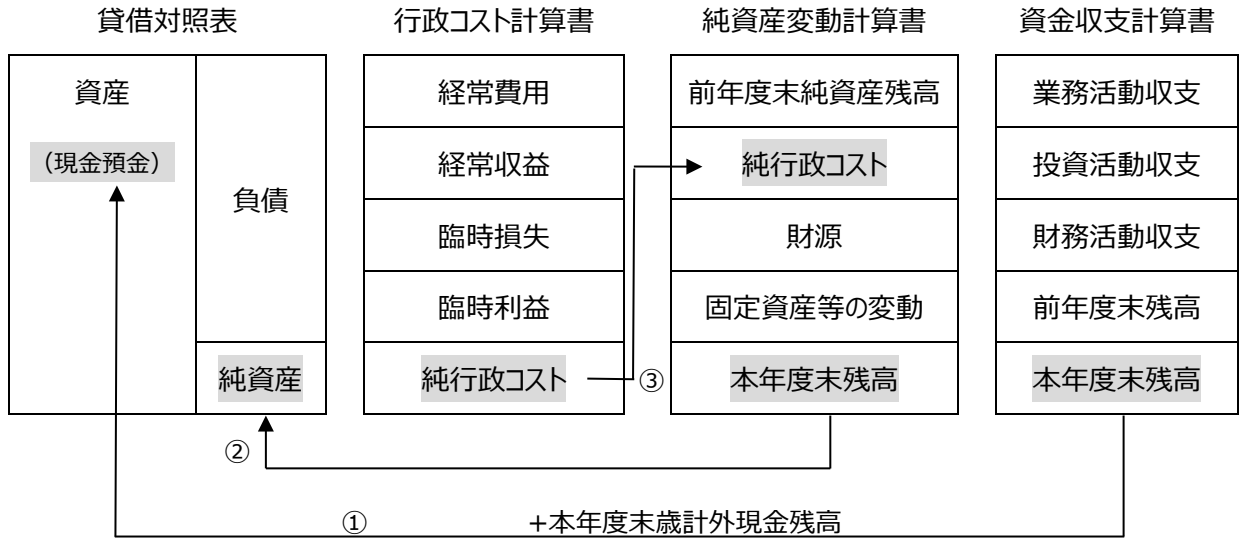 貸借対照表
資産
（現金預金）
負債
純資産
行政コスト計算書
経常費用
経常収益
臨時損失
臨時利益
純行政コスト
③
純資産変動計算書
前年度末純資産残高
純行政コスト
財源
固定資産等の変動
本年度末残高
資金収支計算書
業務活動収支
投資活動収支
財務活動収支
前年度末残高
本年度末残高
②
① +本年度末歳計外現金残高